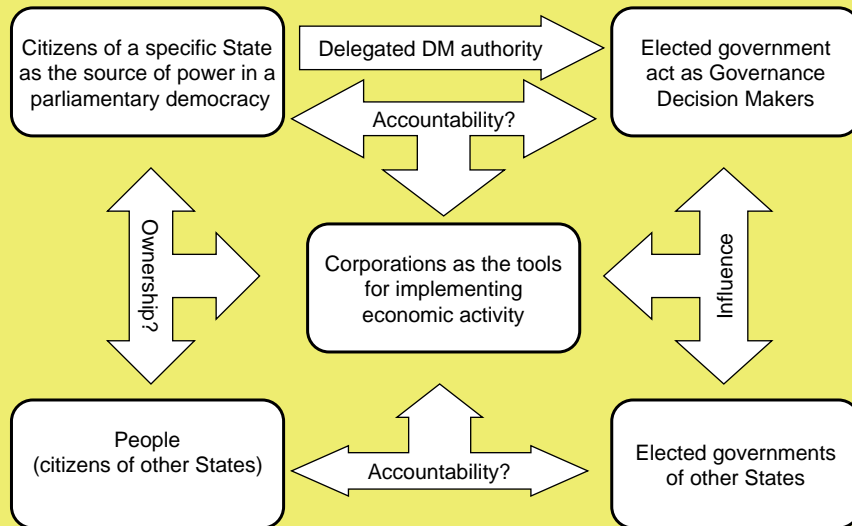 Citizens of a specific State
as the source of power in a
parliamentary democracy
Delegated DM authority
Elected government
act as Governance
Decision Makers
Accountability?
Ownership?
Corporations as the tools
for implementing
economic activity
Influence
People
(citizens of other States)
Accountability?
Elected governments
of other States